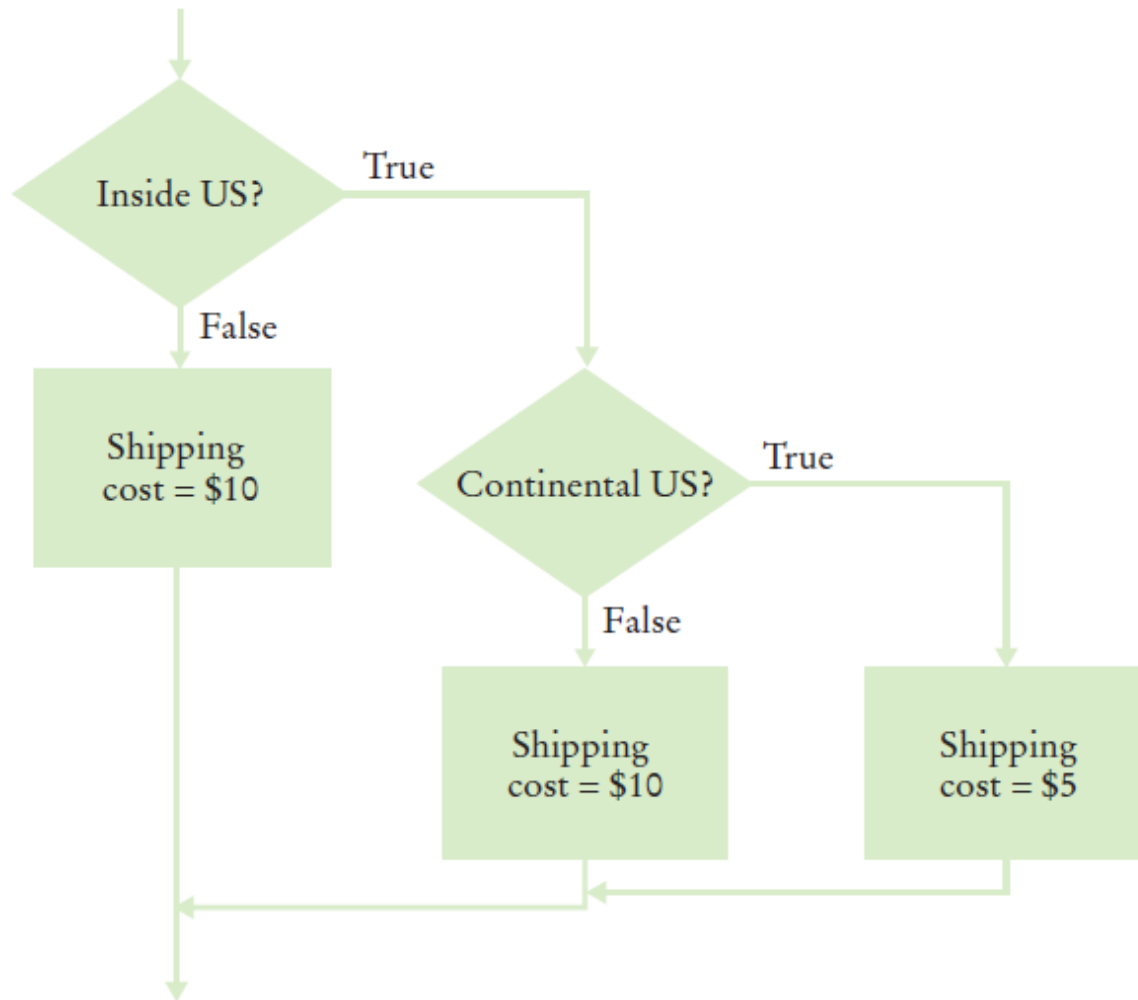 True
Inside US?
False
Shipping
cost = $10
True
Continental US?
False
Shipping
cost = $10
Shipping
cost = $5